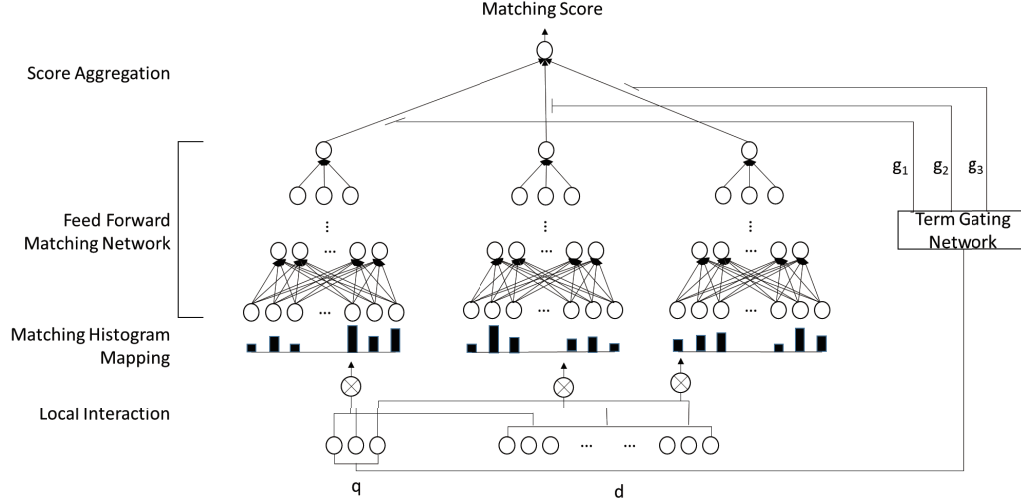 Matching Score
Score Aggregation
g1
g2
g3
Feed Forward
Matching Network
Term Gating
Network
...
...
...
...
...
...
...
...
...
Matching Histogram
Mapping
Local Interaction
...
...
q
d